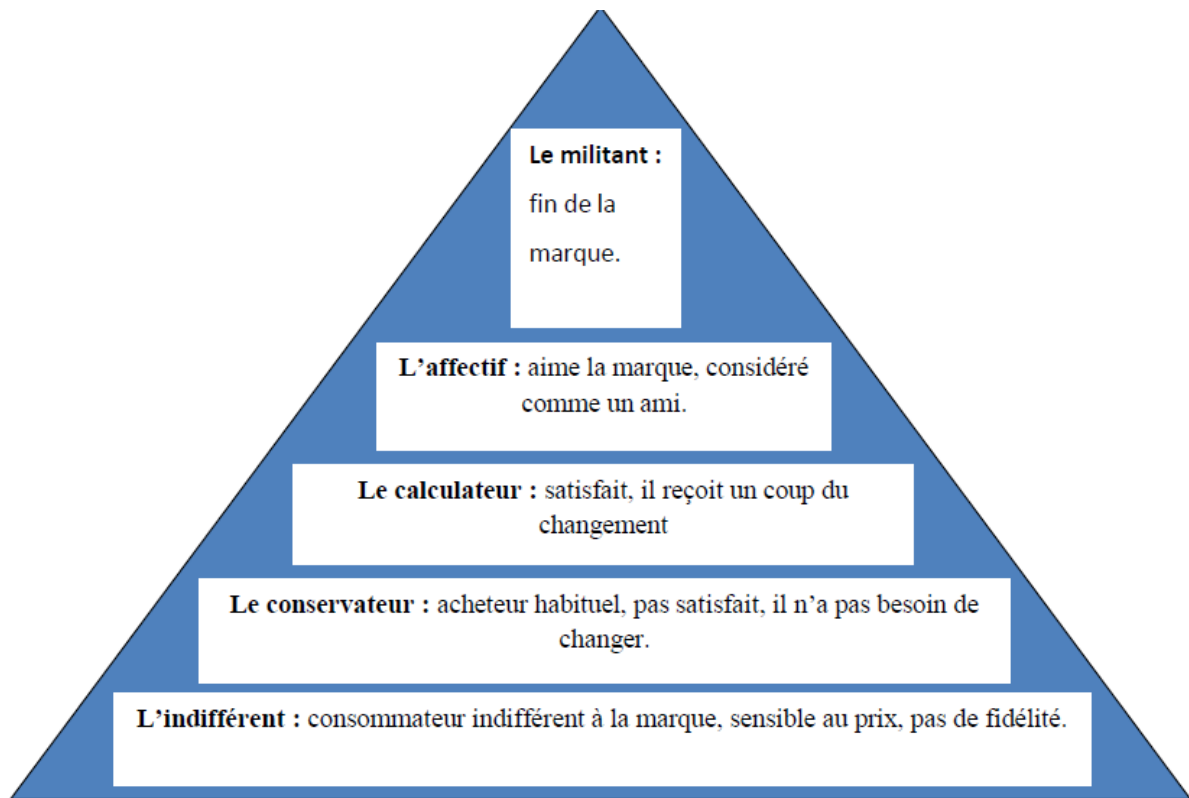 Le militant :
fin de la
marque.
L’affectif : aime la marque, considéré
comme un ami.
Le calculateur : satisfait, il reçoit un coup du
changement
Le conservateur : acheteur habituel, pas satisfait, il n’a pas besoin de
changer.
L’indifférent : consommateur indifférent à la marque, sensible au prix, pas de fidélité.